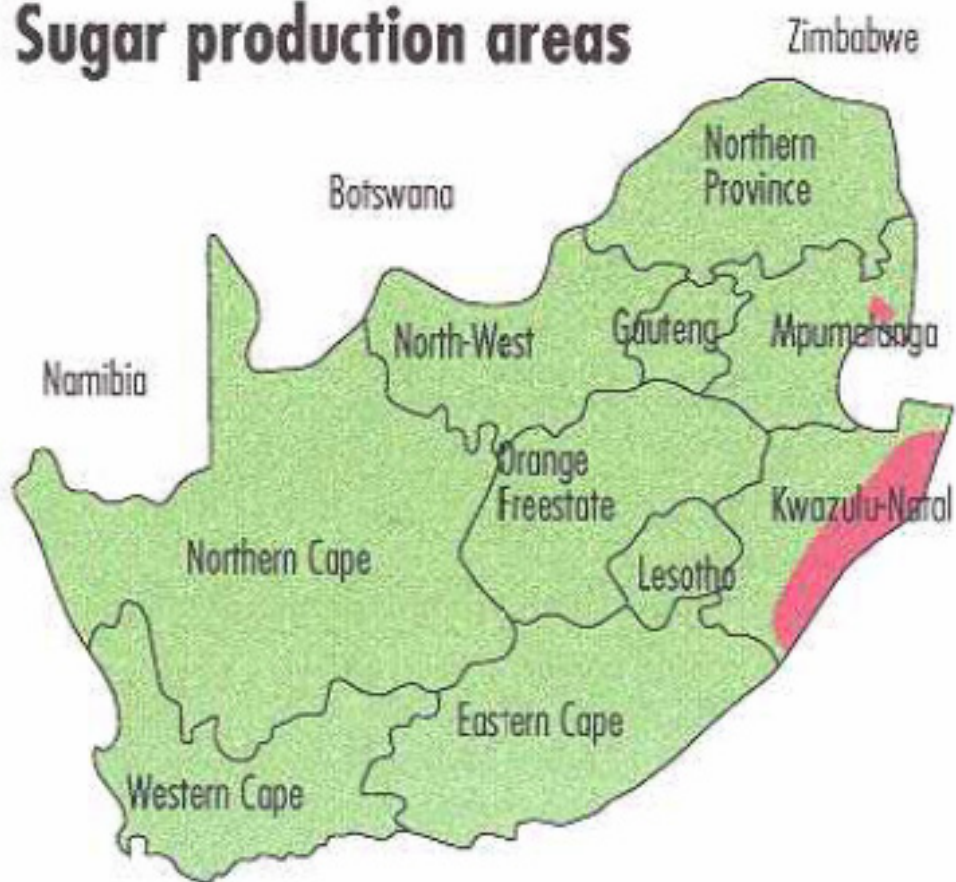 Sugar production areas
Zimbabwe
Northern
Province
Botswana
North-West
Gauteng
Mpumalanga
Namibia
Orange
Freestate
Kwazulu-Natal
Northern Cape
Lesotho
Eastern Cape
Western Cape